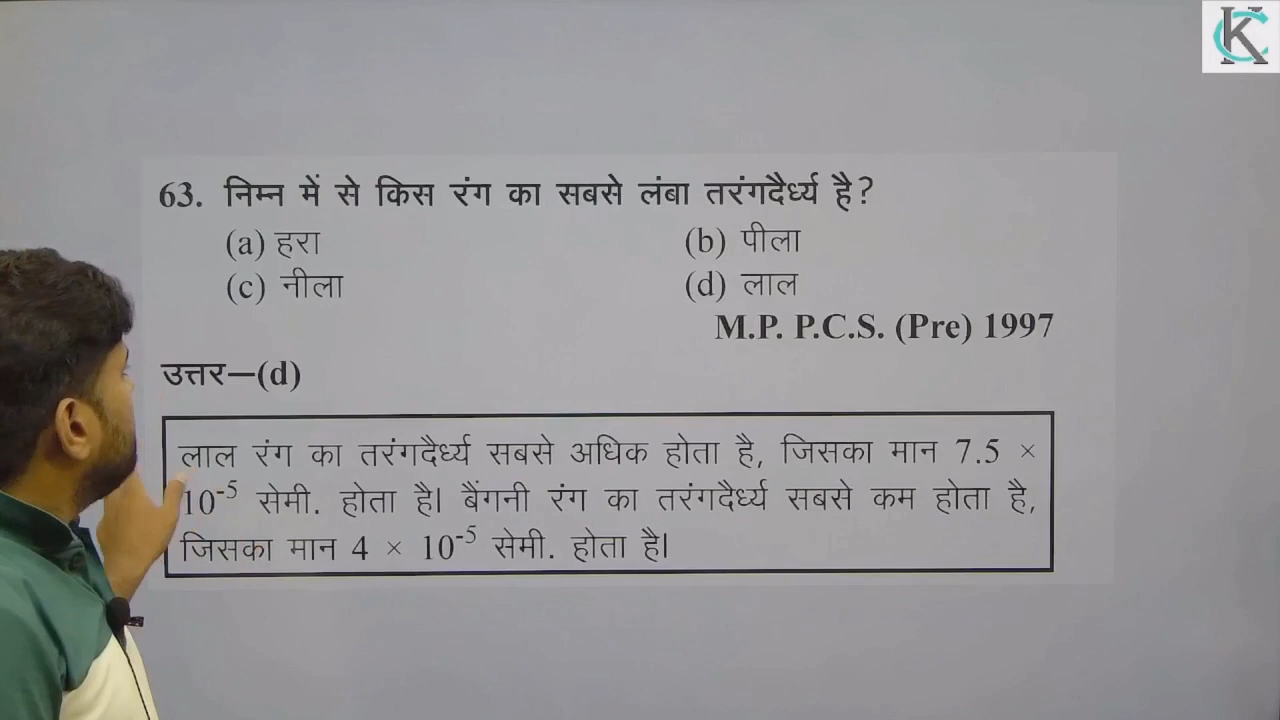 KC
63. निम्न में से किस रंग का सबसे लंबा तरंगदैर्ध्य है?
(a) हरा (b) पीला
(c) नीला (d) लाल
M.P. P.C.S. (Pre) 1997
उत्तर–(d)
लाल रंग का तरंगदैर्ध्य सबसे अधिक होता है, जिसका मान 7.5 ×
10⁻⁵ सेमी. होता है। बैंगनी रंग का तरंगदैर्ध्य सबसे कम होता है,
जिसका मान 4 × 10⁻⁵ सेमी. होता है।